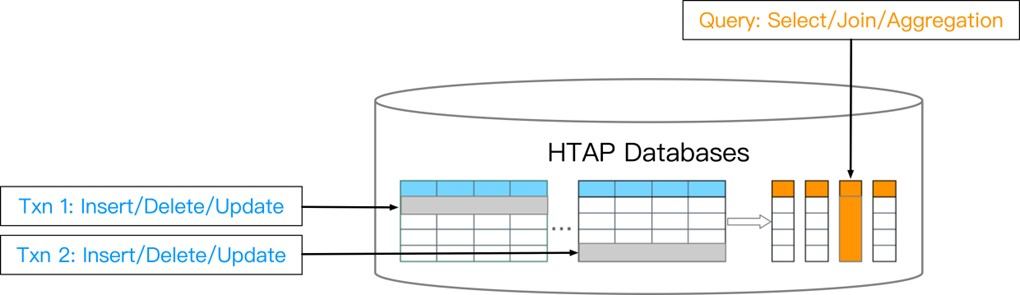 Query: Select/Join/Aggregation
HTAP Databases
Txn 1: Insert/Delete/Update
...
Txn 2: Insert/Delete/Update